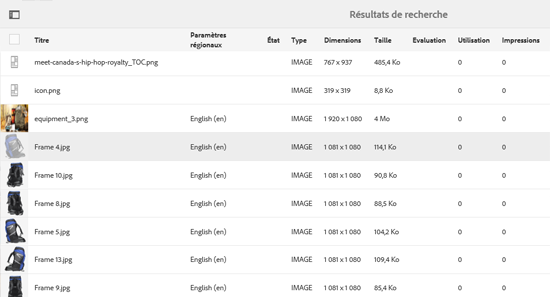 Résultats de recherche
Titre Paramètres régionaux État Type Dimensions Taille Evaluation Utilisation Impressions
meet-canada-s-hip-hop-royalty_TOC.png IMAGE 767 x 937 485,4 Ko 0 0
icon.png IMAGE 319 x 319 8,8 Ko 0 0
equipment_3.png English (en) IMAGE 1 920 x 1 080 4 Mo 0 0
Frame 4.jpg English (en) IMAGE 1 081 x 1 080 114,1 Ko 0 0
Frame 10.jpg English (en) IMAGE 1 081 x 1 080 90,8 Ko 0 0
Frame 8.jpg English (en) IMAGE 1 081 x 1 080 88,5 Ko 0 0
Frame 5.jpg English (en) IMAGE 1 081 x 1 080 104,2 Ko 0 0
Frame 13.jpg English (en) IMAGE 1 081 x 1 080 109,4 Ko 0 0
Frame 9.jpg English (en) IMAGE 1 081 x 1 080 85,4 Ko 0 0